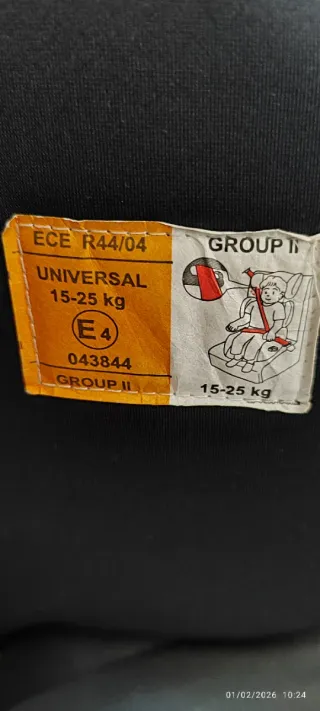 ECE R44/04
UNIVERSAL
15-25 kg
E4
043844
GROUP II
GROUP II
15-25 kg
01/02/2026 10:24